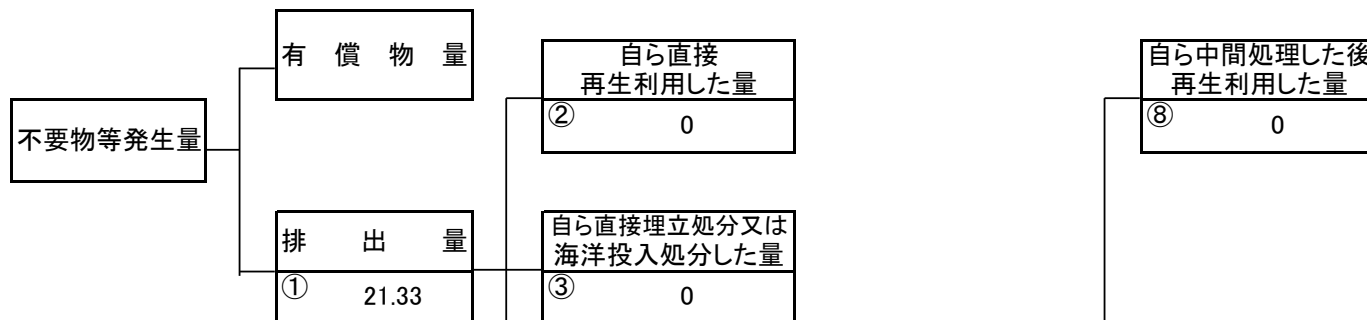 有 償 物 量
自ら直接
再生利用した量
② 0
自ら中間処理した後
再生利用した量
⑧ 0
不要物等発生量
排 出 量
① 21.33
自ら直接埋立処分又は
海洋投入処分した量
③ 0